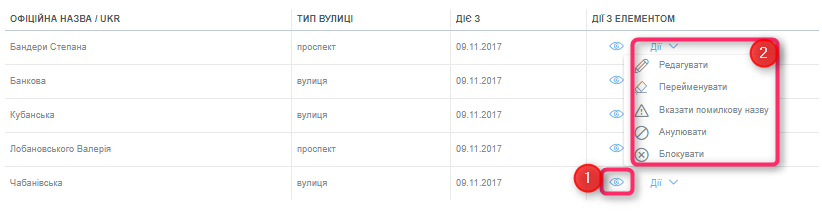 ОФІЦІЙНА НАЗВА / UKR ТИП ВУЛИЦІ ДІЄ З ДІЇ З ЕЛЕМЕНТОМ
Бандери Степана проспект 09.11.2017 Дії 2
Редагувати
Банкова вулиця 09.11.2017 Перейменувати
Кубанська вулиця 09.11.2017 Вказати помилкову назву
Анулювати
Лобановського Валерія проспект 09.11.2017 Блокувати
Чабанівська вулиця 09.11.2017 1 Дії